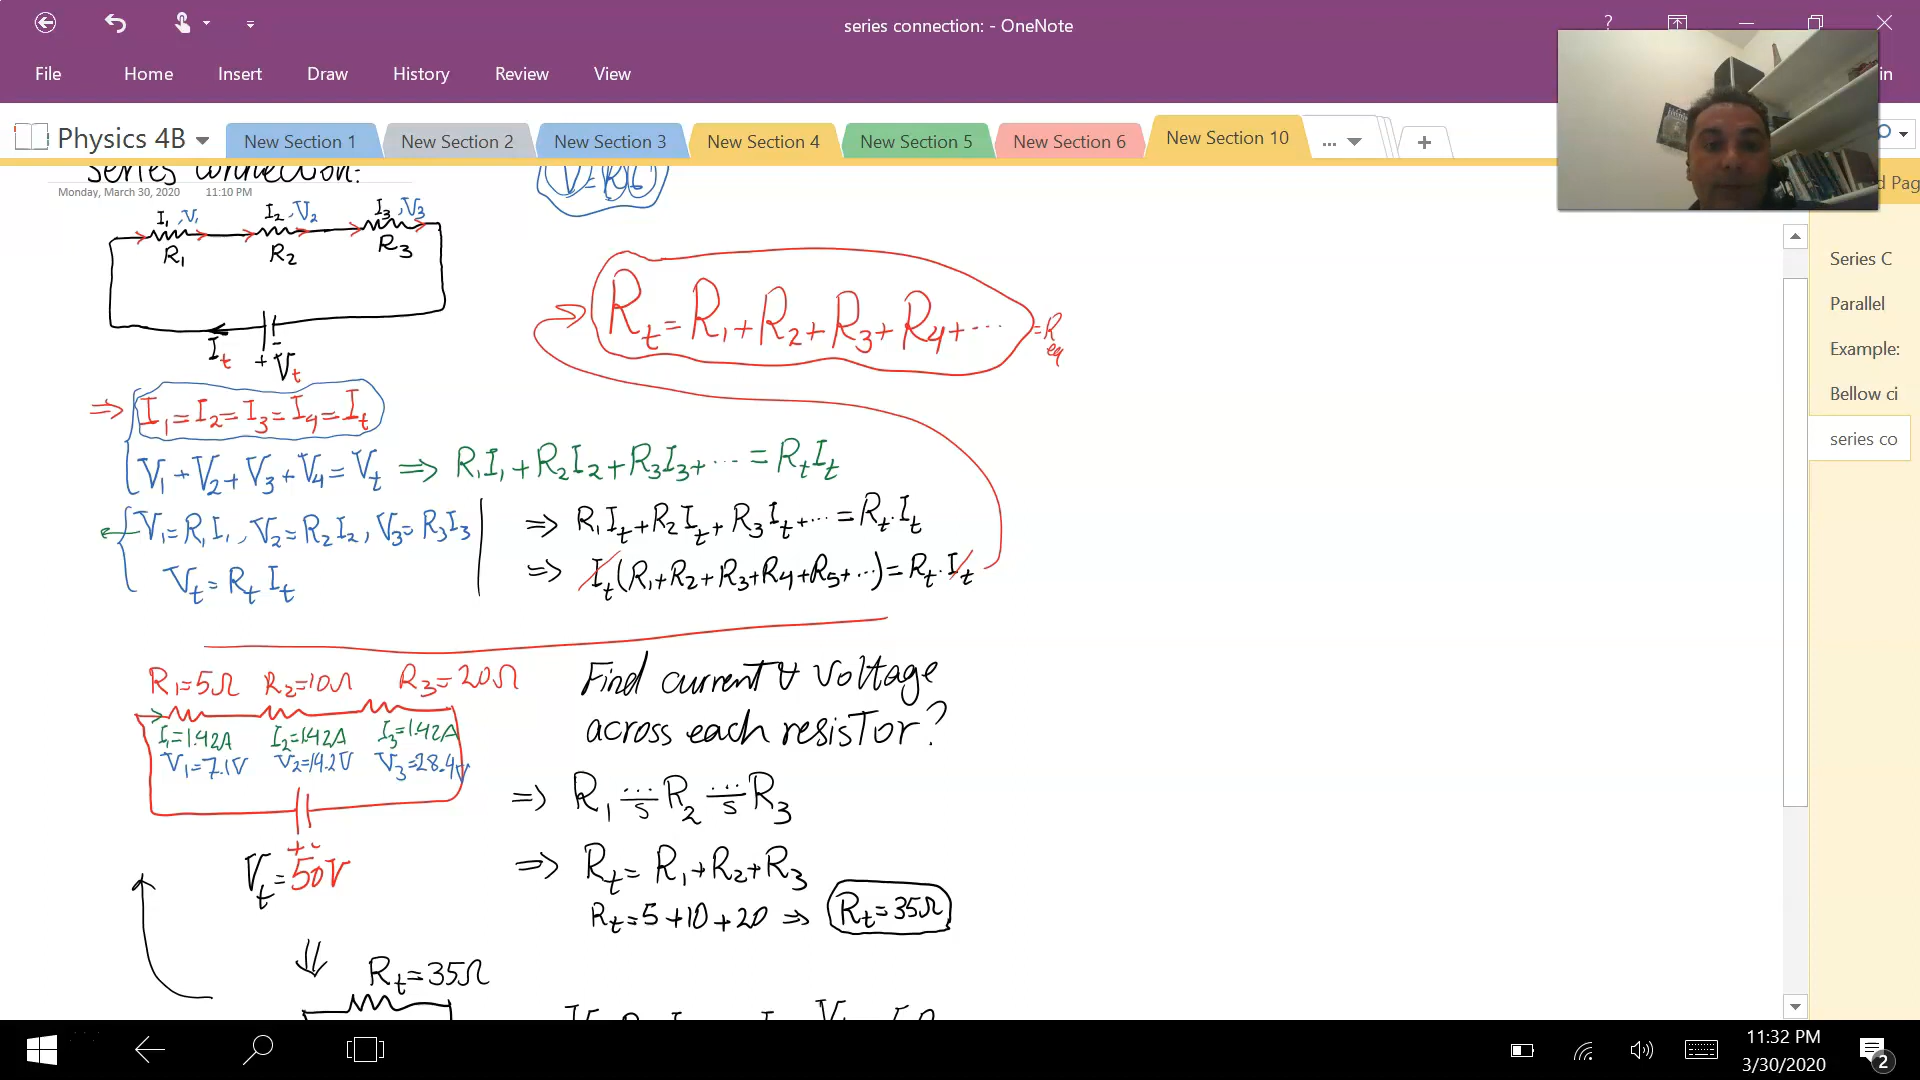 series connection: - OneNote
?
File Home Insert Draw History Review View
in
Physics 4B
New Section 1 New Section 2 New Section 3 New Section 4 New Section 5 New Section 6 New Section 10 ... +
d Pag
series connection:
Monday, March 30, 2020 11:10 PM
Series C
Parallel
Example:
Bellow ci
series co
I₁, V₁ I₂, V₂ I₃, V₃
R₁ R₂ R₃
It + - Vt
Rt = R₁ + R₂ + R₃ + R₄ + ... = Req
⇒ I₁ = I₂ = I₃ = I₄ = It
V₁ + V₂ + V₃ + V₄ = Vt ⇒ R₁I₁ + R₂I₂ + R₃I₃ + ... = RtIt
V₁ = R₁I₁, V₂ = R₂I₂, V₃ = R₃I₃
Vt = Rt It
⇒ R₁It + R₂It + R₃It + ... = Rt·It
⇒ It(R₁ + R₂ + R₃ + R₄ + R₅ + ...) = Rt·It
R₁=5Ω R₂=10Ω R₃=20Ω
I₁=1.42A I₂=1.42A I₃=1.42A
V₁=7.1V V₂=14.2V V₃=28.4V
+ -
Vt = 50V
Find current & voltage
across each resistor?
⇒ R₁ ...s R₂ ...s R₃
⇒ Rt = R₁ + R₂ + R₃
Rt = 5 + 10 + 20 ⇒ Rt = 35Ω
⇓
Rt = 35Ω
11:32 PM
3/30/2020
2